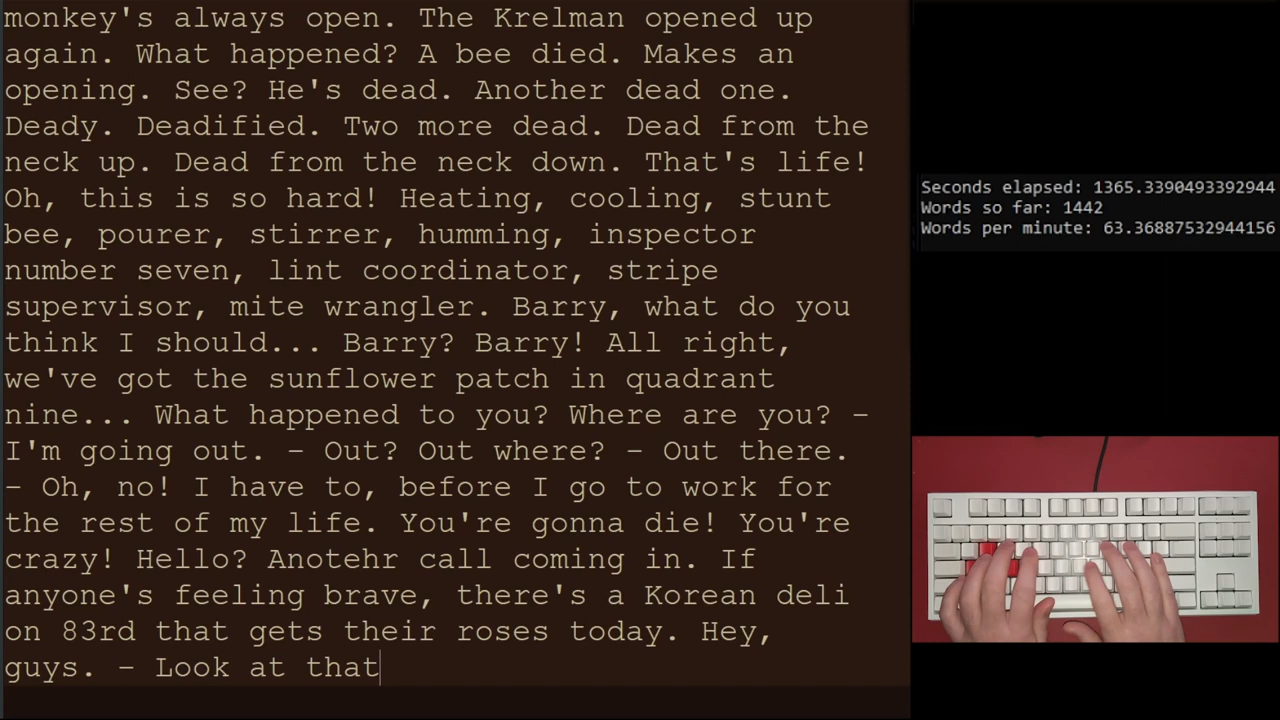 monkey's always open. The Krelman opened up
again. What happened? A bee died. Makes an
opening. See? He's dead. Another dead one.
Deady. Deadified. Two more dead. Dead from the
neck up. Dead from the neck down. That's life!
Oh, this is so hard! Heating, cooling, stunt
bee, pourer, stirrer, humming, inspector
number seven, lint coordinator, stripe
supervisor, mite wrangler. Barry, what do you
think I should... Barry? Barry! All right,
we've got the sunflower patch in quadrant
nine... What happened to you? Where are you? –
I'm going out. – Out? Out where? – Out there.
– Oh, no! I have to, before I go to work for
the rest of my life. You're gonna die! You're
crazy! Hello? Anotehr call coming in. If
anyone's feeling brave, there's a Korean deli
on 83rd that gets their roses today. Hey,
guys. – Look at that
Seconds elapsed: 1365.3390493392944
Words so far: 1442
Words per minute: 63.36887532944156